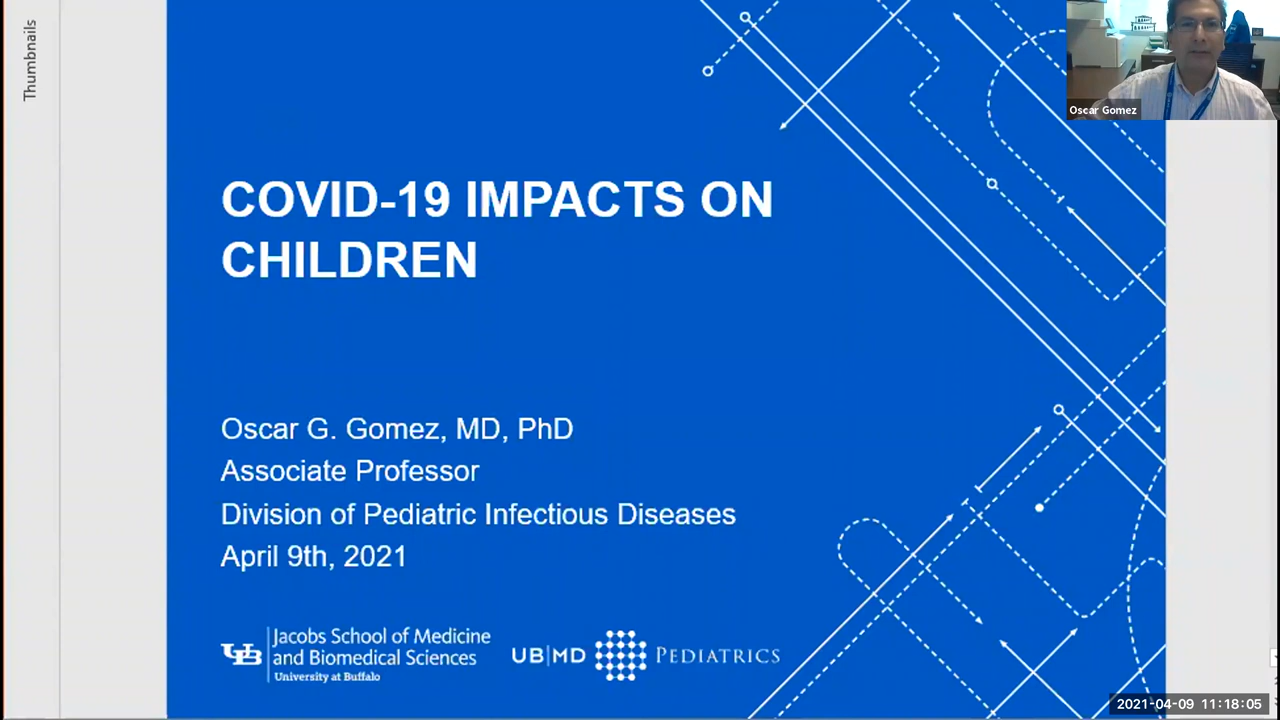 Thumbnails
Oscar Gomez
COVID-19 IMPACTS ON
CHILDREN
Oscar G. Gomez, MD, PhD
Associate Professor
Division of Pediatric Infectious Diseases
April 9th, 2021
UB
Jacobs School of Medicine
and Biomedical Sciences
University at Buffalo
UB|MD PEDIATRICS
2021-04-09 11:18:05